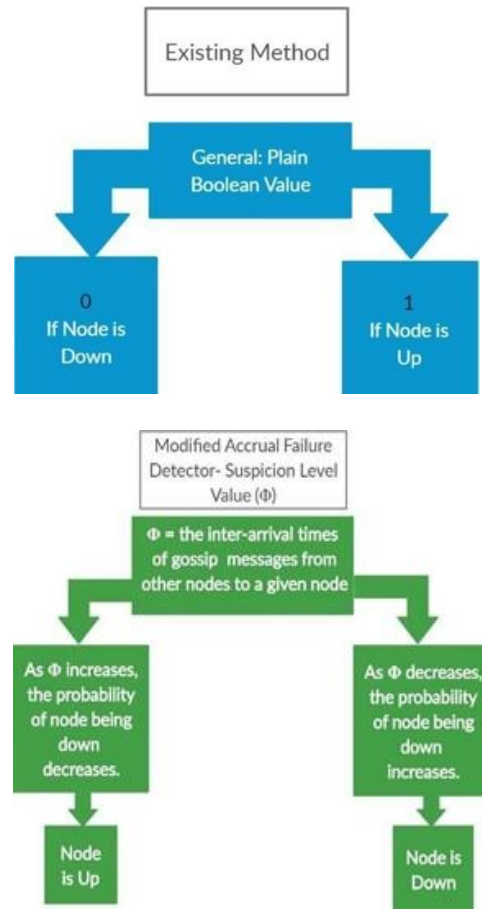 Existing Method
General: Plain
Boolean Value
0
If Node is
Down
1
If Node is
Up
Modified Accrual Failure
Detector- Suspicion Level
Value (Φ)
Φ = the inter-arrival times
of gossip messages from
other nodes to a given node
As Φ increases,
the probability
of node being
down
decreases.
As Φ decreases,
the probability
of node being
down
increases.
Node
is Up
Node is
Down